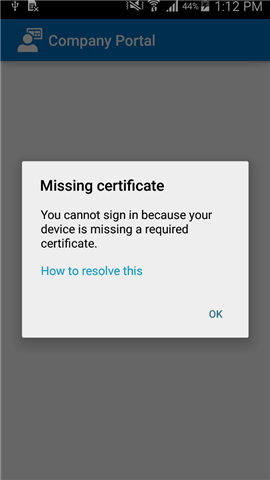 44% 1:12 PM
Company Portal
Missing certificate
You cannot sign in because your
device is missing a required
certificate.
How to resolve this
OK